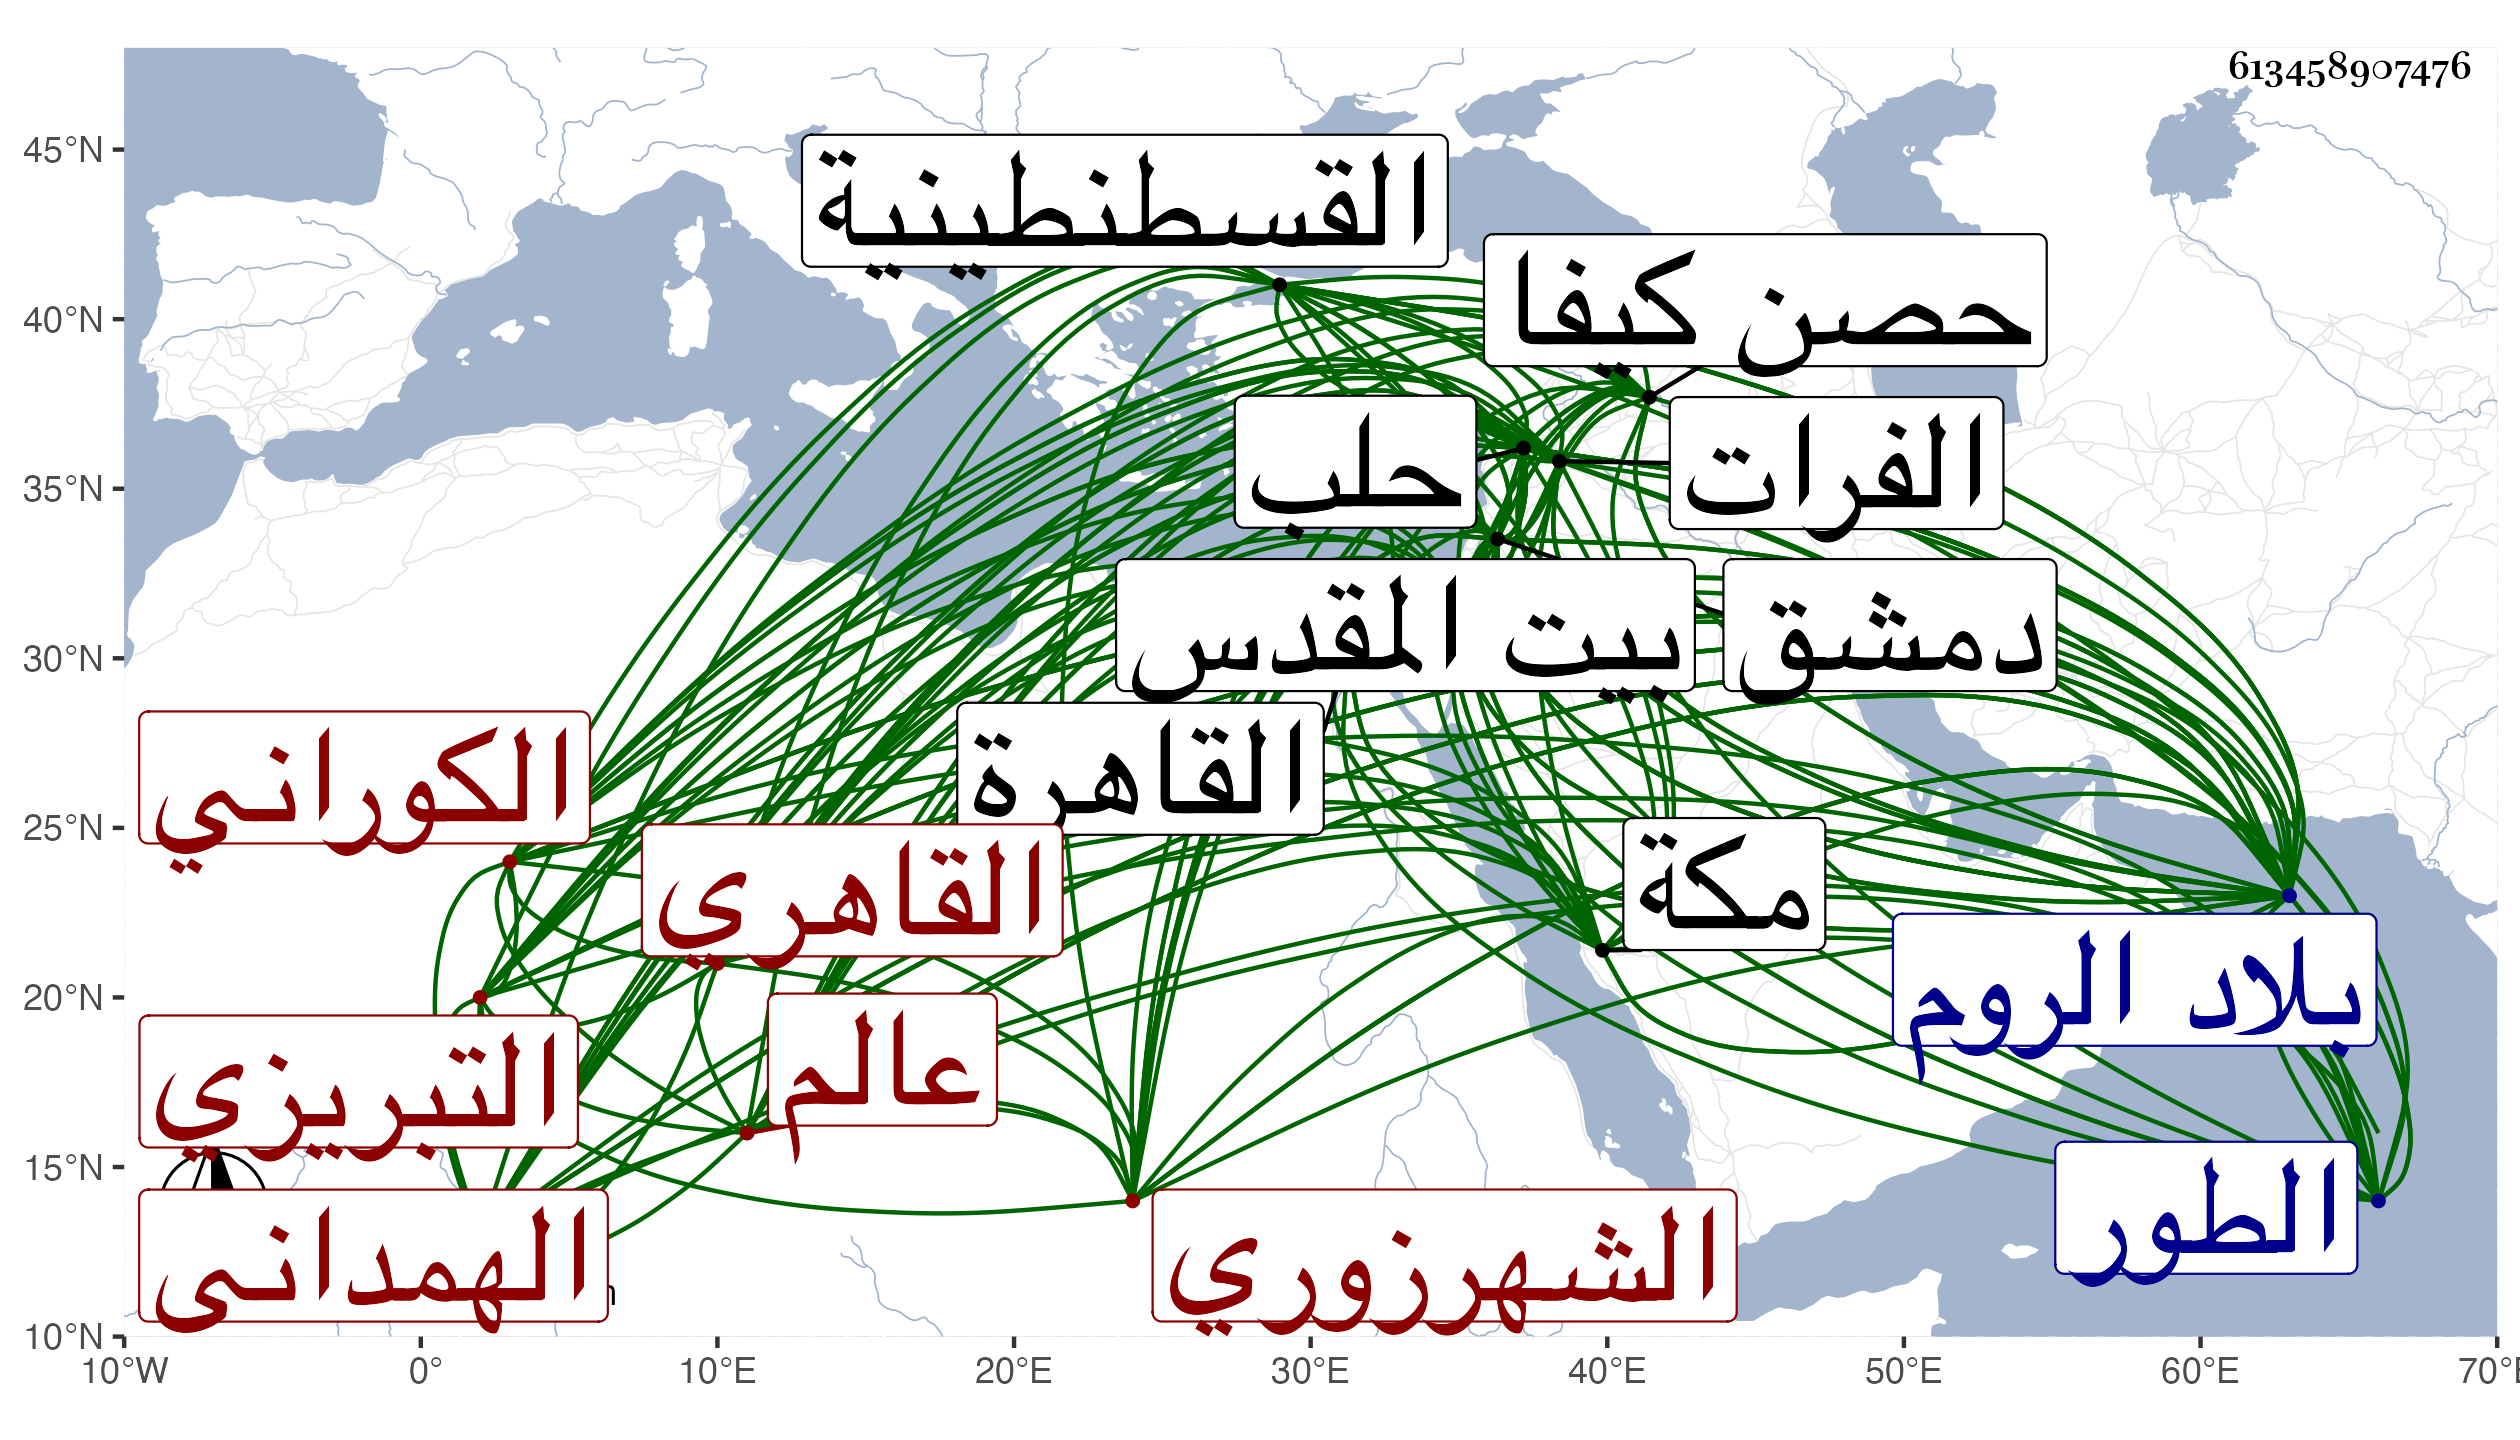 613458907476
45°N
40°N
35°N
30°N
25°N
20°N
15°N
10°N
10°W
0°
10°E
20°E
30°E
40°E
50°E
60°E
70°E
القسطنطينية
حصن كيفا
حلب
الفرات
بيت المقدس
دمشق
الكوراني
القاهرة
القاهري
مكة
بلاد الروم
عالم
التبريزي
الطور
الهمداني
الشهرزوري